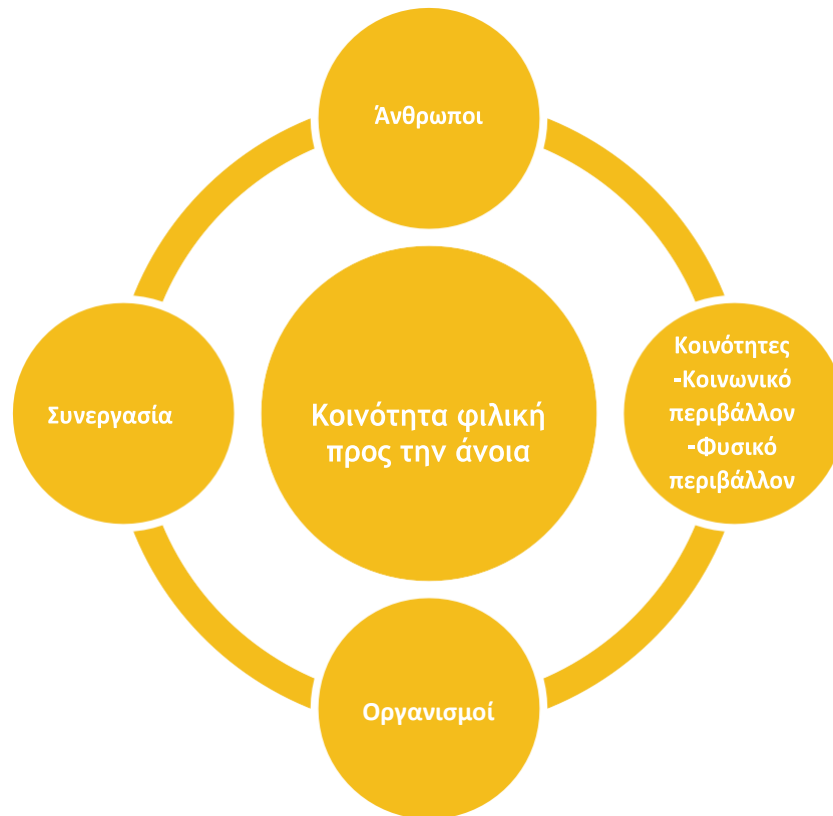 Άνθρωποι
Συνεργασία
Κοινότητα φιλική
προς την άνοια
Κοινότητες
-Κοινωνικό
περιβάλλον
-Φυσικό
περιβάλλον
Οργανισμοί